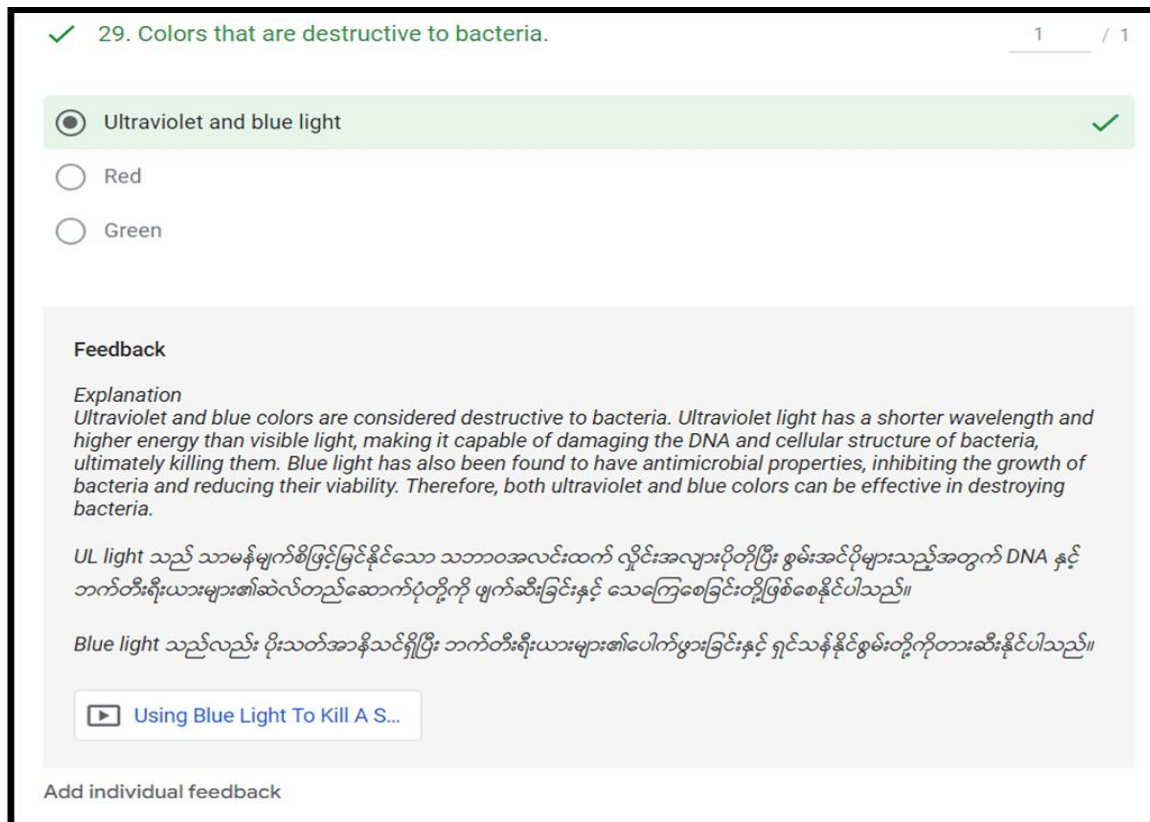 29. Colors that are destructive to bacteria.
1 / 1
Ultraviolet and blue light
Red
Green
Feedback
Explanation
Ultraviolet and blue colors are considered destructive to bacteria. Ultraviolet light has a shorter wavelength and
higher energy than visible light, making it capable of damaging the DNA and cellular structure of bacteria,
ultimately killing them. Blue light has also been found to have antimicrobial properties, inhibiting the growth of
bacteria and reducing their viability. Therefore, both ultraviolet and blue colors can be effective in destroying
bacteria.
UL light သည် သာမန်မျက်စိဖြင့်မြင်နိုင်သော သဘာဝအလင်းထက် လှိုင်းအလျားပိုတိုပြီး စွမ်းအင်ပိုများသည့်အတွက် DNA နှင့်
ဘက်တီးရီးယားများ၏ဆဲလ်တည်ဆောက်ပုံတို့ကို ဖျက်ဆီးခြင်းနှင့် သေကြေစေခြင်းတို့ဖြစ်စေနိုင်ပါသည်။
Blue light သည်လည်း ပိုးသတ်အာနိသင်ရှိပြီး ဘက်တီးရီးယားများ၏ပေါက်ဖွားခြင်းနှင့် ရှင်သန်နိုင်စွမ်းတို့ကိုတားဆီးနိုင်ပါသည်။
Using Blue Light To Kill A S...
Add individual feedback